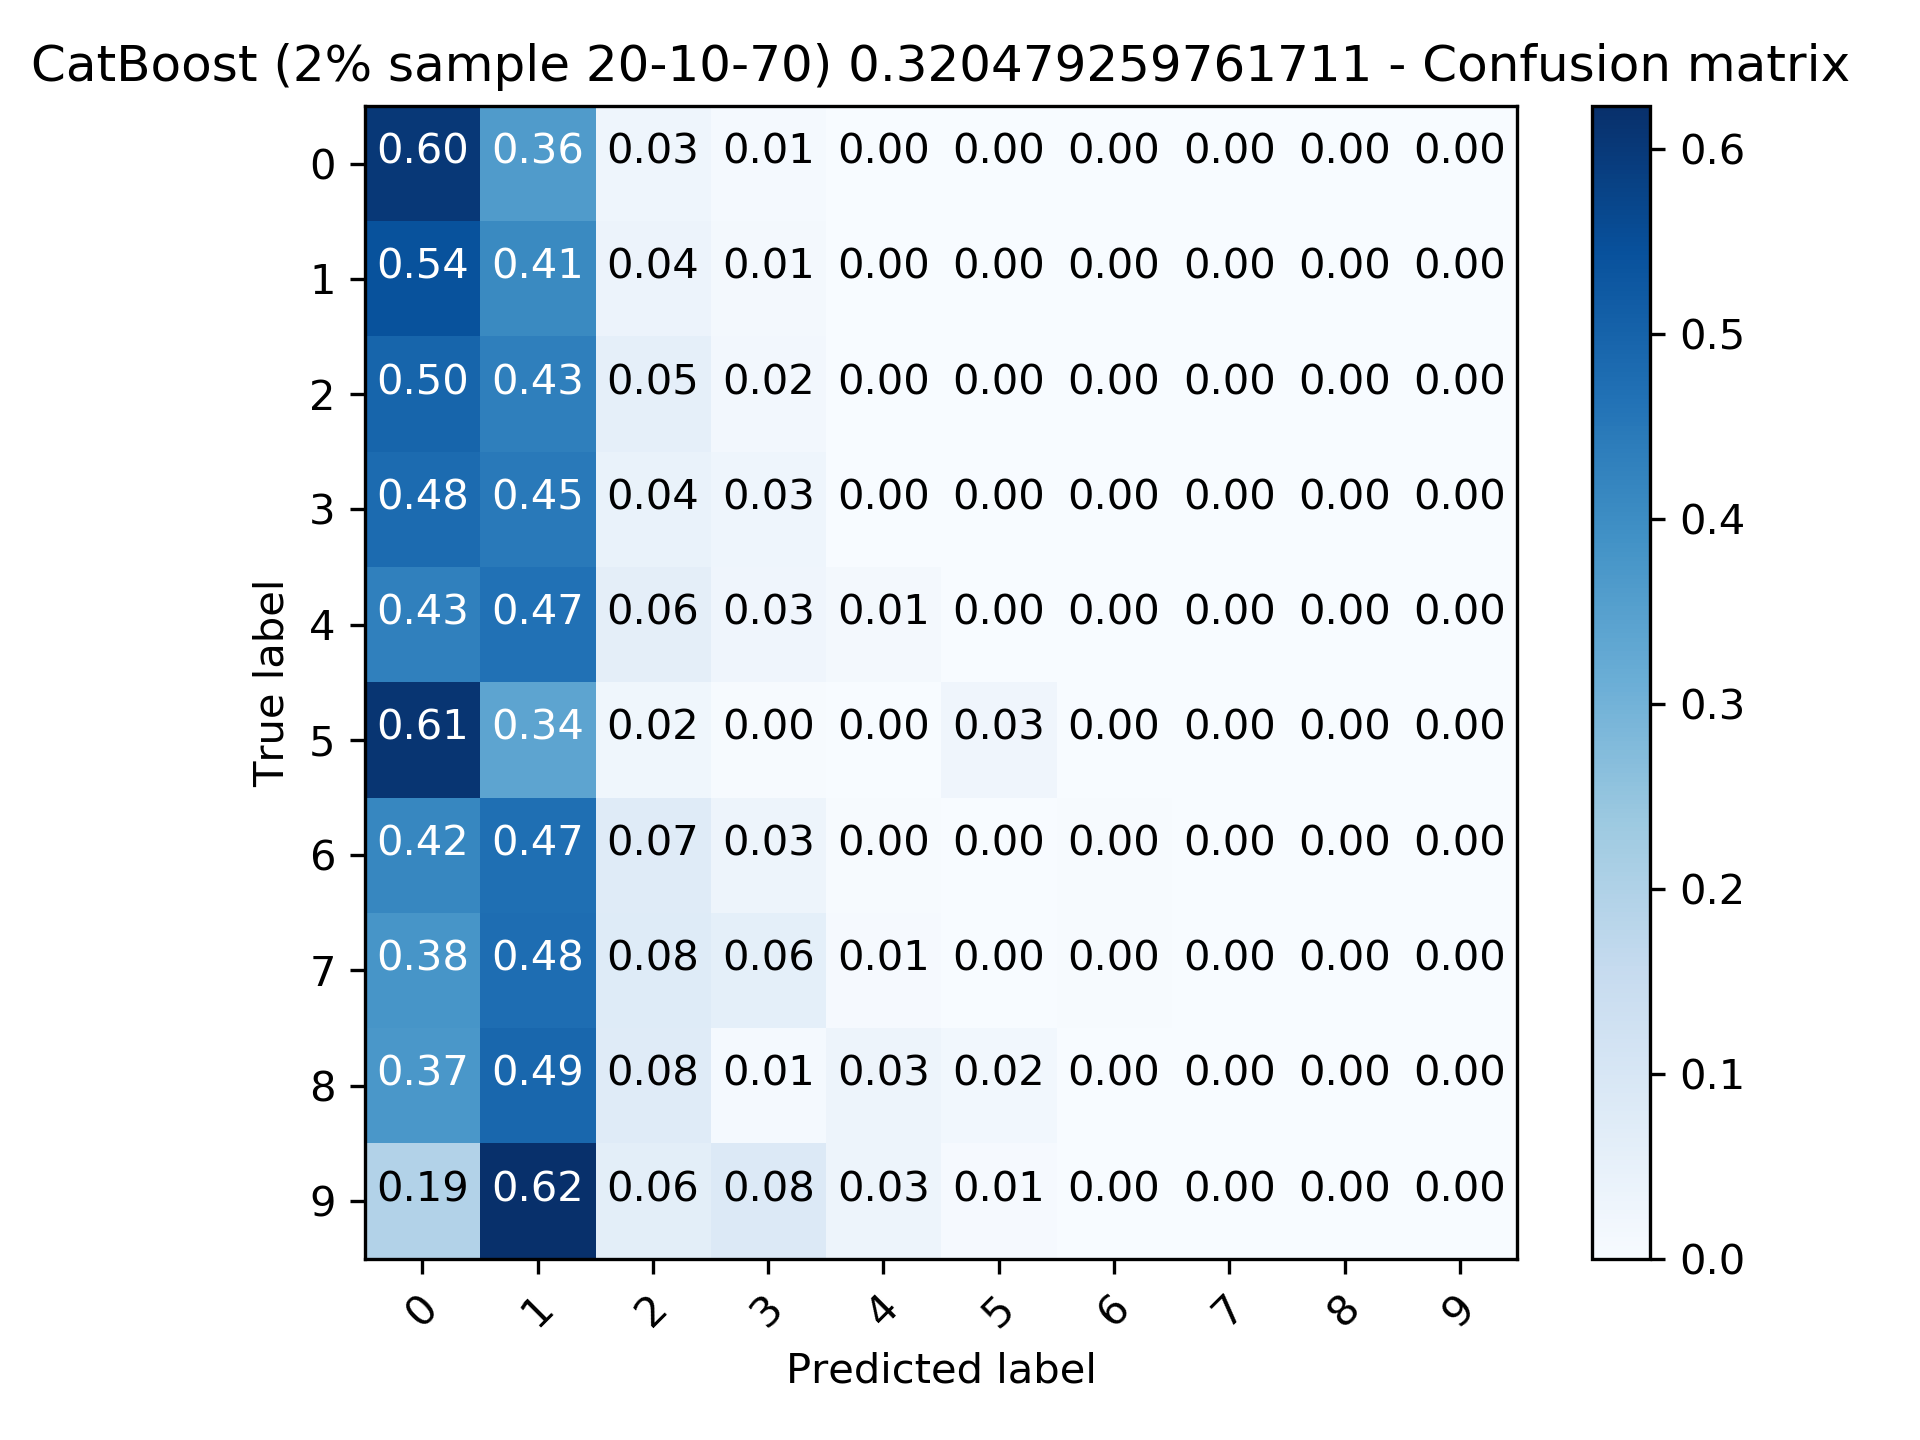 CatBoost (2% sample 20-10-70) 0.320479259761711 - Confusion matrix
0 0.60 0.36 0.03 0.01 0.00 0.00 0.00 0.00 0.00 0.00
1 0.54 0.41 0.04 0.01 0.00 0.00 0.00 0.00 0.00 0.00
2 0.50 0.43 0.05 0.02 0.00 0.00 0.00 0.00 0.00 0.00
3 0.48 0.45 0.04 0.03 0.00 0.00 0.00 0.00 0.00 0.00
4 0.43 0.47 0.06 0.03 0.01 0.00 0.00 0.00 0.00 0.00
5 0.61 0.34 0.02 0.00 0.00 0.03 0.00 0.00 0.00 0.00
6 0.42 0.47 0.07 0.03 0.00 0.00 0.00 0.00 0.00 0.00
7 0.38 0.48 0.08 0.06 0.01 0.00 0.00 0.00 0.00 0.00
8 0.37 0.49 0.08 0.01 0.03 0.02 0.00 0.00 0.00 0.00
9 0.19 0.62 0.06 0.08 0.03 0.01 0.00 0.00 0.00 0.00
0 1 2 3 4 5 6 7 8 9
Predicted label
True label
0.6
0.5
0.4
0.3
0.2
0.1
0.0